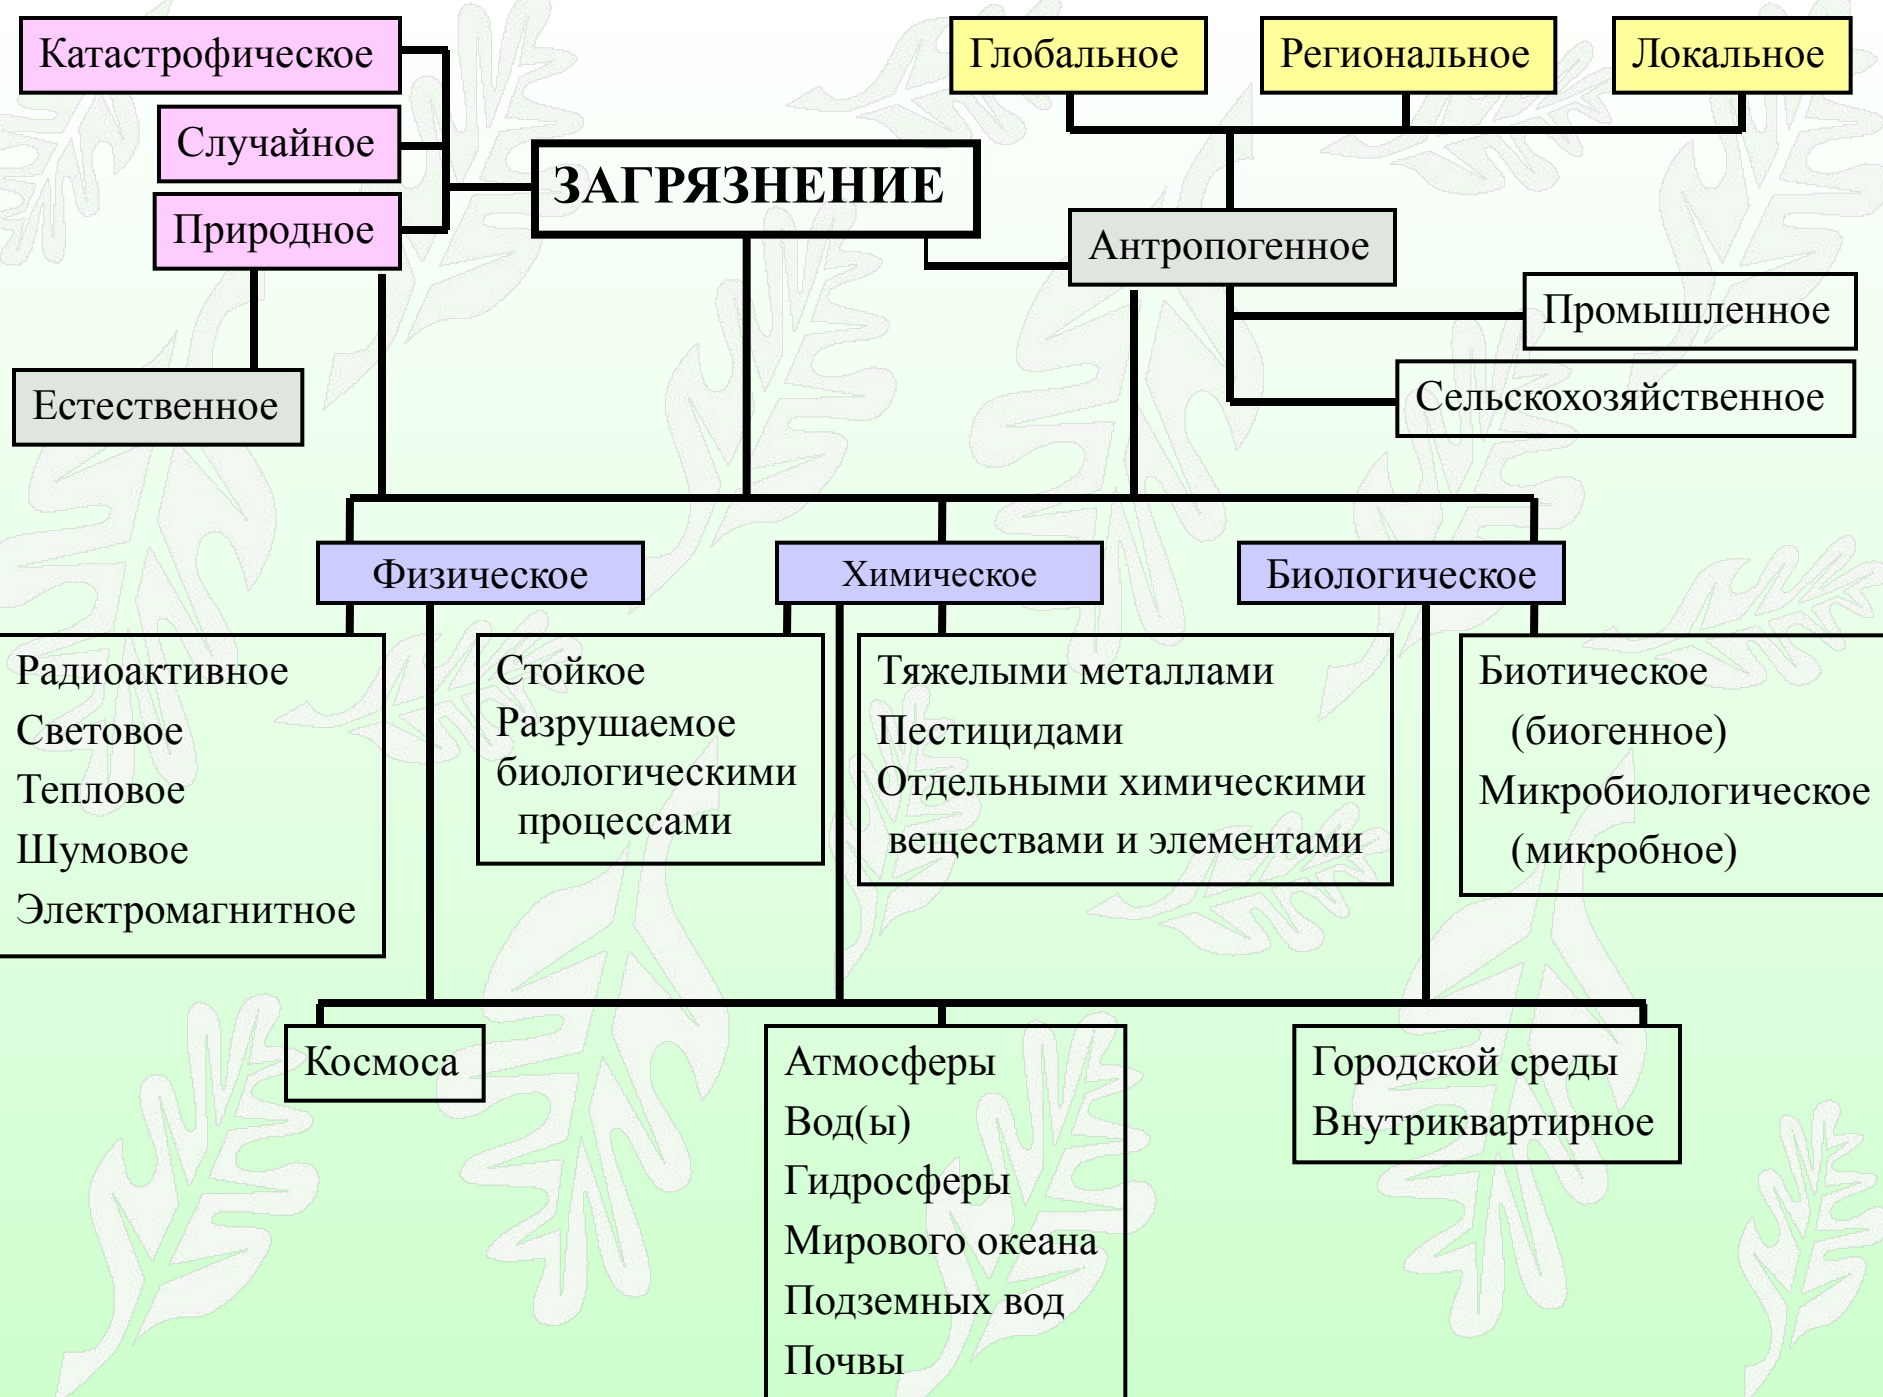 Катастрофическое
Глобальное
Региональное
Локальное
Случайное
ЗАГРЯЗНЕНИЕ
Природное
Антропогенное
Промышленное
Естественное
Сельскохозяйственное
Физическое
Химическое
Биологическое
Радиоактивное
Световое
Тепловое
Шумовое
Электромагнитное
Стойкое
Разрушаемое
биологическими
процессами
Тяжелыми металлами
Пестицидами
Отдельными химическими
веществами и элементами
Биотическое
(биогенное)
Микробиологическое
(микробное)
Космоса
Атмосферы
Вод(ы)
Гидросферы
Мирового океана
Подземных вод
Почвы
Городской среды
Внутриквартирное